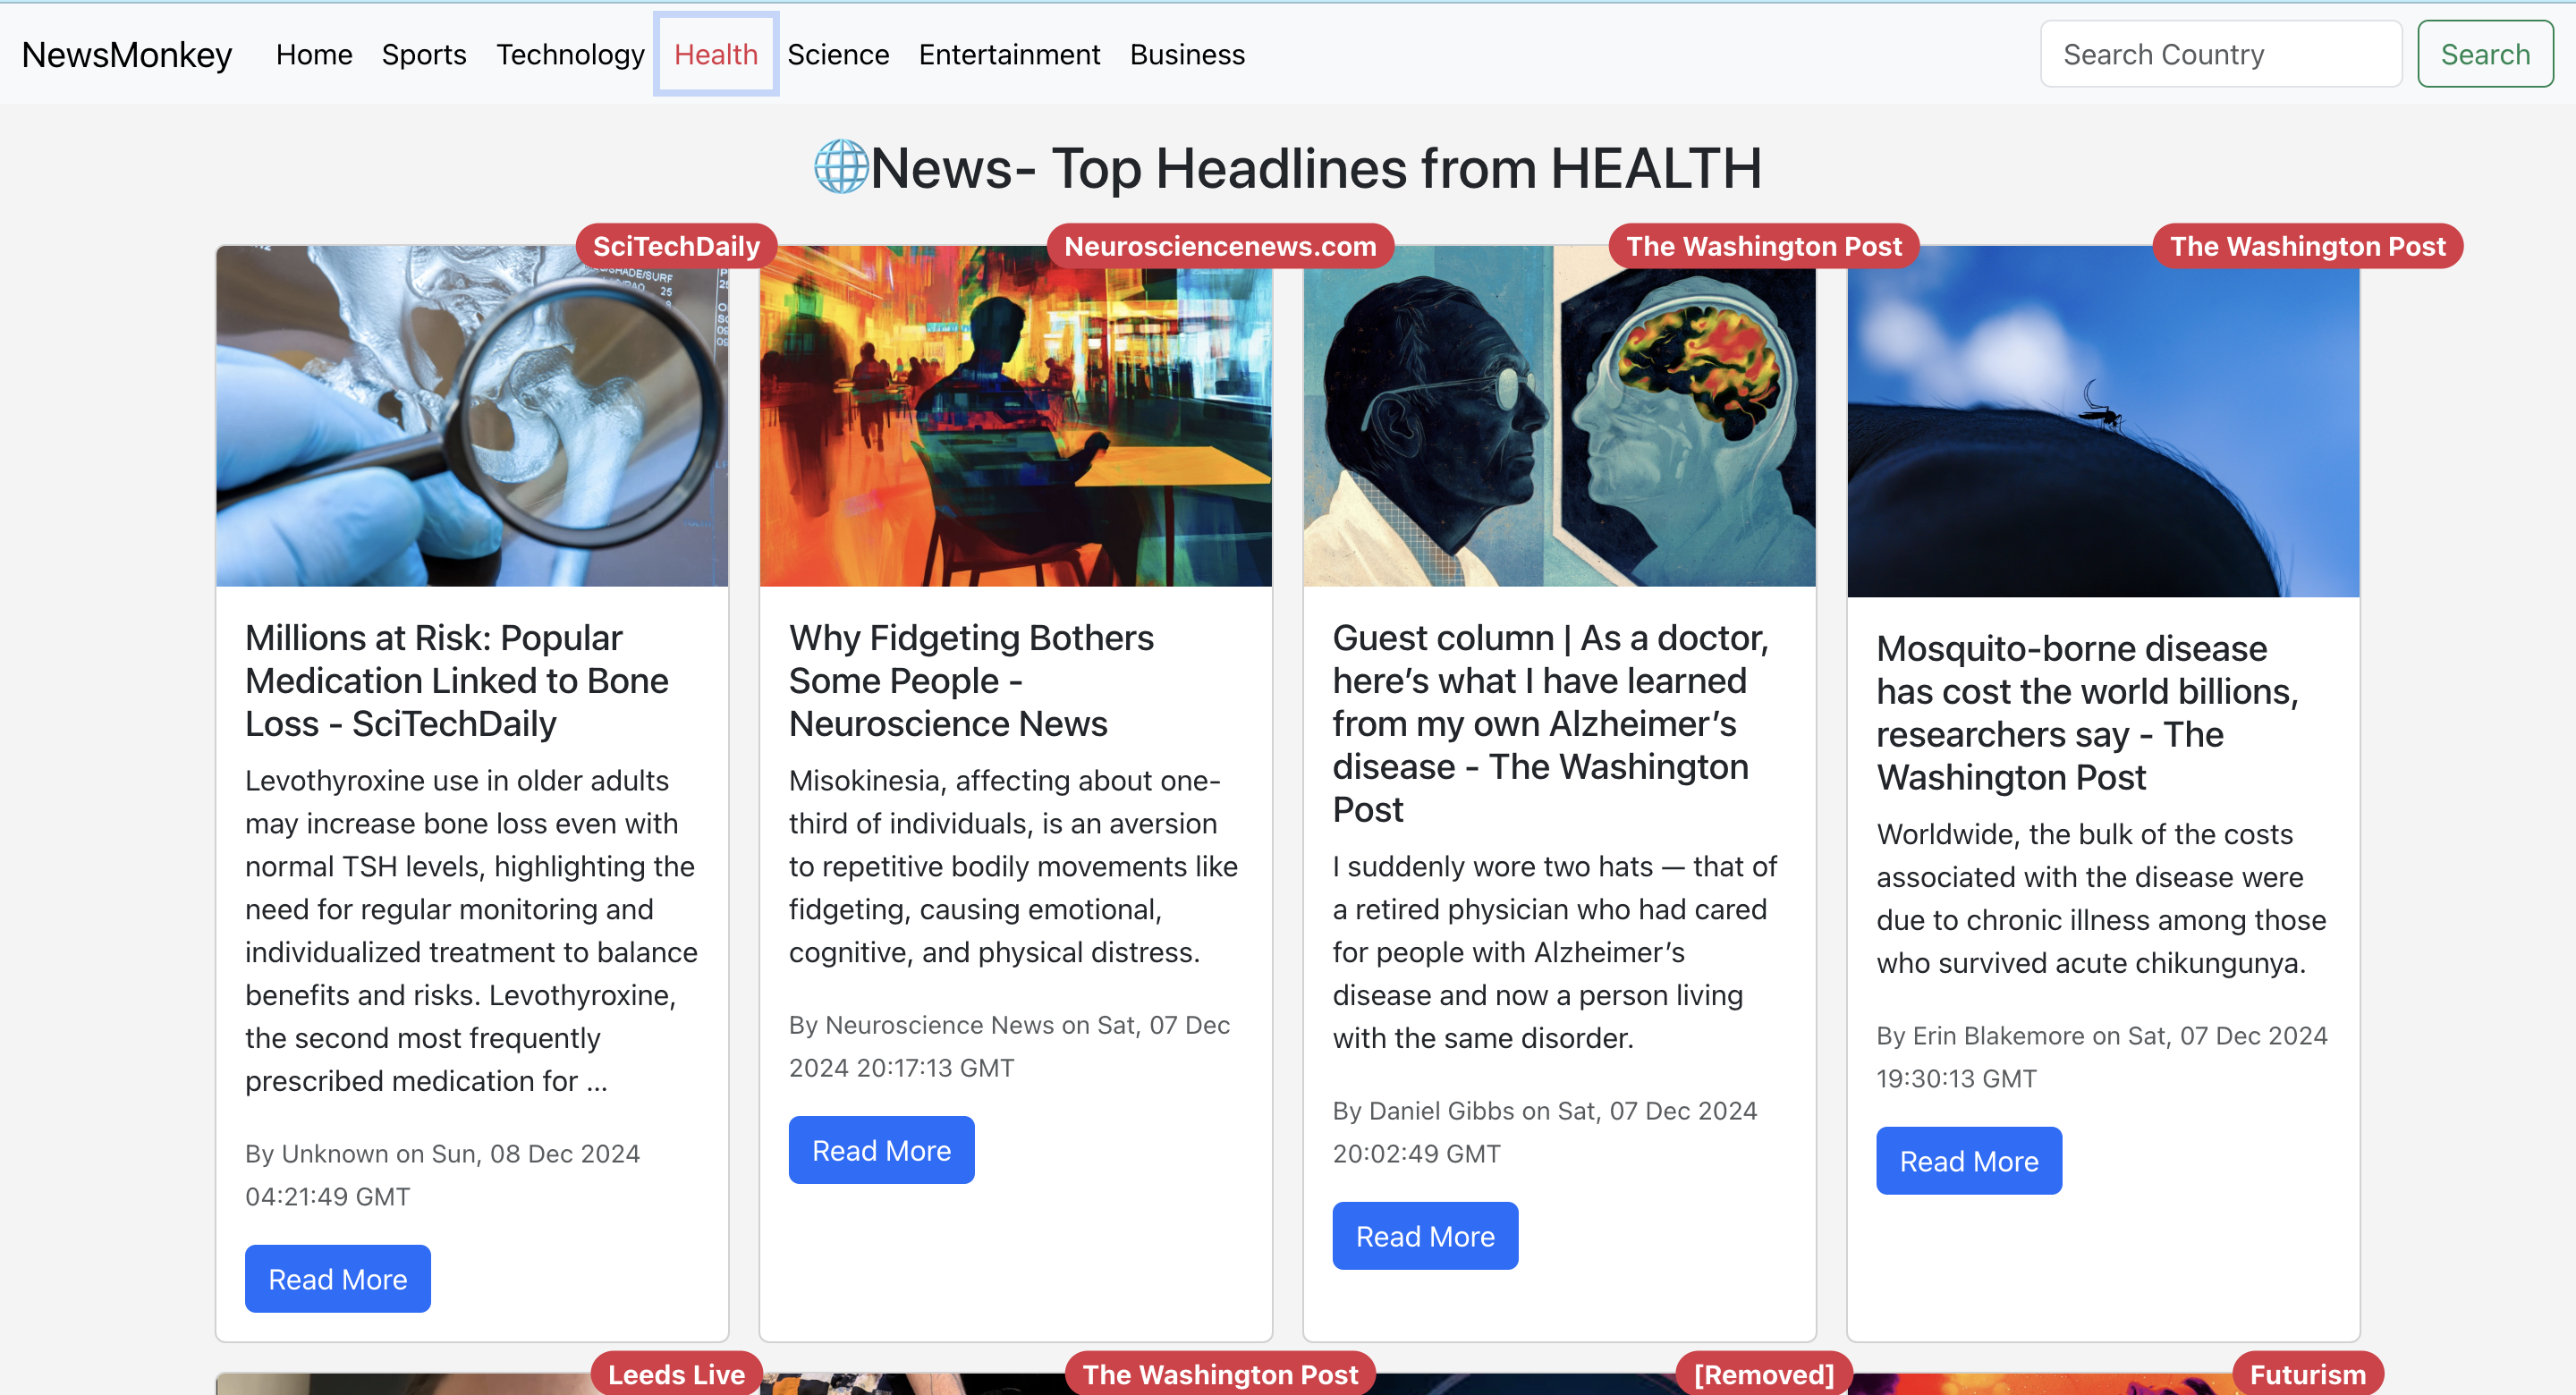 NewsMonkey Home Sports Technology Health Science Entertainment Business Search Country Search
News- Top Headlines from HEALTH
SciTechDaily
SHADE/SURF
25
Millions at Risk: Popular
Medication Linked to Bone
Loss - SciTechDaily
Levothyroxine use in older adults
may increase bone loss even with
normal TSH levels, highlighting the
need for regular monitoring and
individualized treatment to balance
benefits and risks. Levothyroxine,
the second most frequently
prescribed medication for ...
By Unknown on Sun, 08 Dec 2024
04:21:49 GMT
Read More
Neurosciencenews.com
Why Fidgeting Bothers
Some People -
Neuroscience News
Misokinesia, affecting about one-
third of individuals, is an aversion
to repetitive bodily movements like
fidgeting, causing emotional,
cognitive, and physical distress.
By Neuroscience News on Sat, 07 Dec
2024 20:17:13 GMT
Read More
The Washington Post
Guest column | As a doctor,
here’s what I have learned
from my own Alzheimer’s
disease - The Washington
Post
I suddenly wore two hats — that of
a retired physician who had cared
for people with Alzheimer’s
disease and now a person living
with the same disorder.
By Daniel Gibbs on Sat, 07 Dec 2024
20:02:49 GMT
Read More
The Washington Post
Mosquito-borne disease
has cost the world billions,
researchers say - The
Washington Post
Worldwide, the bulk of the costs
associated with the disease were
due to chronic illness among those
who survived acute chikungunya.
By Erin Blakemore on Sat, 07 Dec 2024
19:30:13 GMT
Read More
Leeds Live
The Washington Post
[Removed]
Futurism